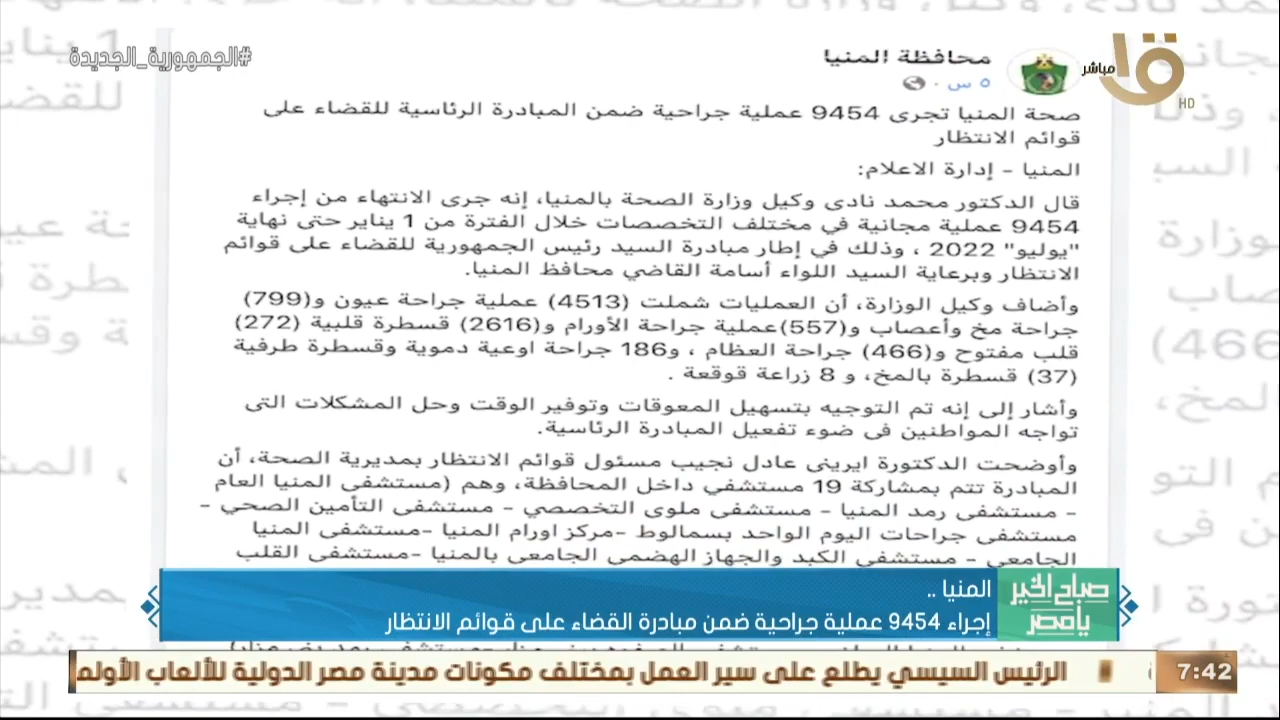 #الجمهورية_الجديدة
مباشر
HD
محافظة المنيا
٥ س ·
صحة المنيا تجرى 9454 عملية جراحية ضمن المبادرة الرئاسية للقضاء على
قوائم الانتظار
المنيا - إدارة الاعلام:
قال الدكتور محمد نادى وكيل وزارة الصحة بالمنيا، إنه جرى الانتهاء من إجراء
9454 عملية مجانية في مختلف التخصصات خلال الفترة من 1 يناير حتى نهاية
"يوليو" 2022 ، وذلك في إطار مبادرة السيد رئيس الجمهورية للقضاء على قوائم
الانتظار وبرعاية السيد اللواء أسامة القاضي محافظ المنيا.
وأضاف وكيل الوزارة، أن العمليات شملت (4513) عملية جراحة عيون و(799)
جراحة مخ وأعصاب و(557)عملية جراحة الأورام و(2616) قسطرة قلبية (272)
قلب مفتوح و(466) جراحة العظام ، و186 جراحة اوعية دموية وقسطرة طرفية
(37) قسطرة بالمخ، و 8 زراعة قوقعة .
وأشار إلى إنه تم التوجيه بتسهيل المعوقات وتوفير الوقت وحل المشكلات التى
تواجه المواطنين فى ضوء تفعيل المبادرة الرئاسية.
وأوضحت الدكتورة ايرينى عادل نجيب مسئول قوائم الانتظار بمديرية الصحة، أن
المبادرة تتم بمشاركة 19 مستشفي داخل المحافظة، وهم (مستشفى المنيا العام
- مستشفى رمد المنيا - مستشفى ملوى التخصصي - مستشفى التأمين الصحي -
مستشفى جراحات اليوم الواحد بسمالوط -مركز اورام المنيا -مستشفى المنيا
الجامعي - مستشفى الكبد والجهاز الهضمى الجامعى بالمنيا -مستشفى القلب
صباح الخير
يا مصر
المنيا ..
إجراء 9454 عملية جراحية ضمن مبادرة القضاء على قوائم الانتظار
7:42
الرئيس السيسي يطلع على سير العمل بمختلف مكونات مدينة مصر الدولية للألعاب الأولم